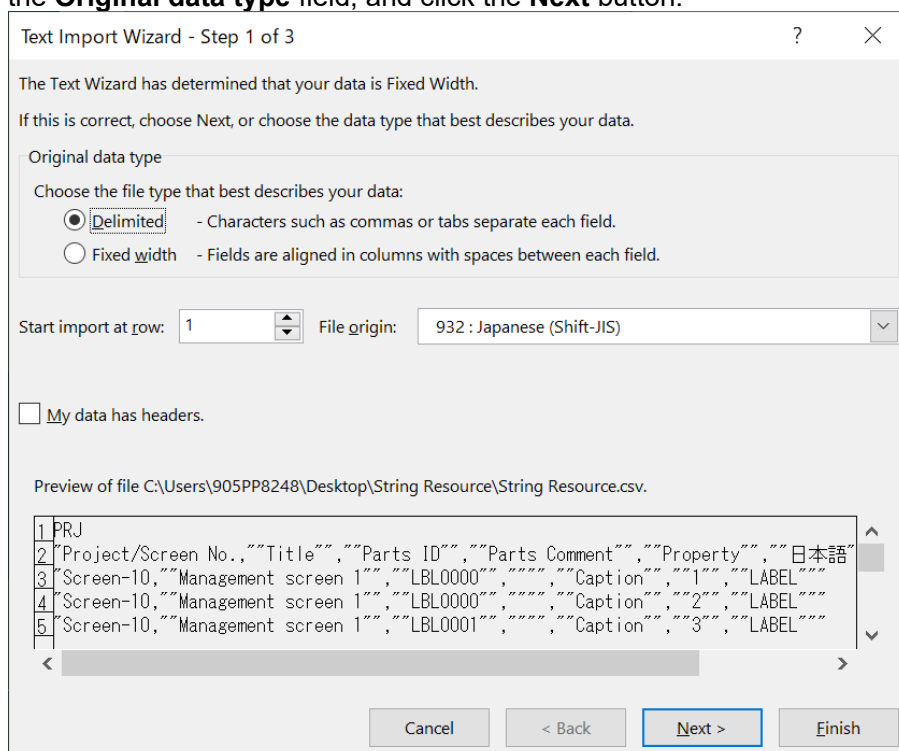 the Original data type field, and click the Next button.
Text Import Wizard - Step 1 of 3
The Text Wizard has determined that your data is Fixed Width.
If this is correct, choose Next, or choose the data type that best describes your data.
Original data type
Choose the file type that best describes your data:
Delimited - Characters such as commas or tabs separate each field.
Fixed width - Fields are aligned in columns with spaces between each field.
Start import at row: 1 File origin: 932 : Japanese (Shift-JIS)
My data has headers.
Preview of file C:\Users\905PP8248\Desktop\String Resource\String Resource.csv.
1 PRJ
2 "Project/Screen No.,""Title"",""Parts ID"",""Parts Comment"",""Property"",""日本語"
3 "Screen-10,""Management screen 1"",""LBL0000"","""",""Caption"",""1"",""LABEL"""
4 "Screen-10,""Management screen 1"",""LBL0000"","""",""Caption"",""2"",""LABEL"""
5 "Screen-10,""Management screen 1"",""LBL0001"","""",""Caption"",""3"",""LABEL"""
Cancel < Back Next > Finish